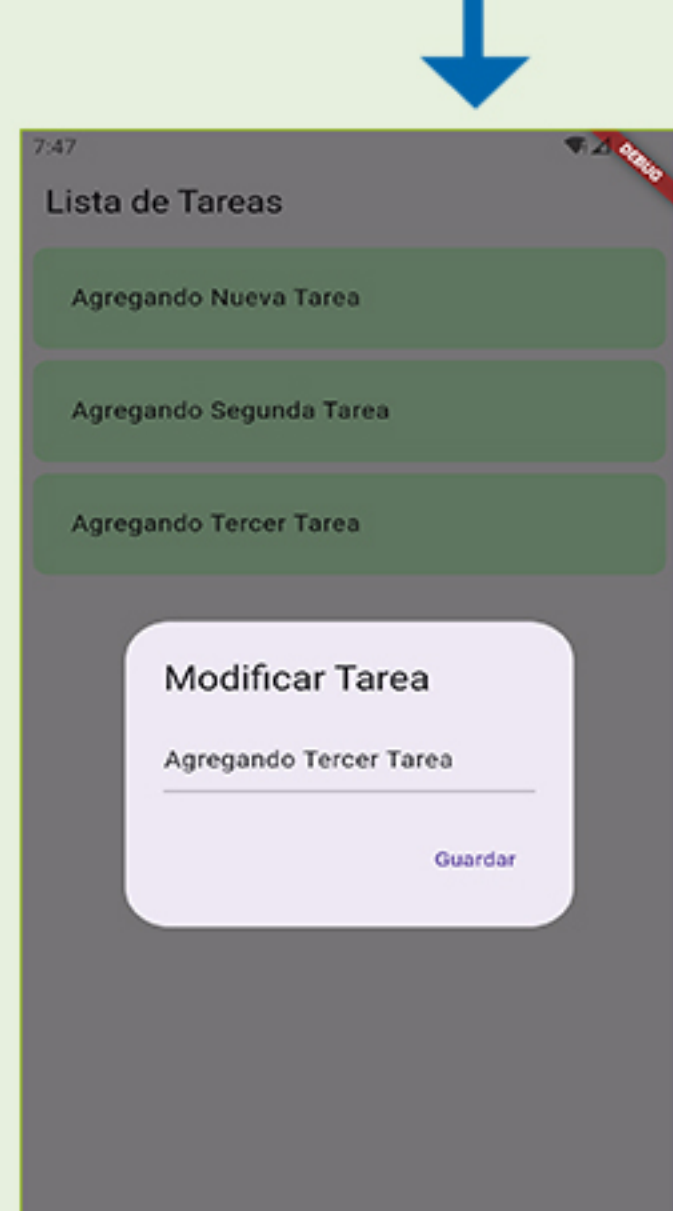 7:47
DEBUG
Lista de Tareas
Agregando Nueva Tarea
Agregando Segunda Tarea
Agregando Tercer Tarea
Modificar Tarea
Agregando Tercer Tarea
Guardar